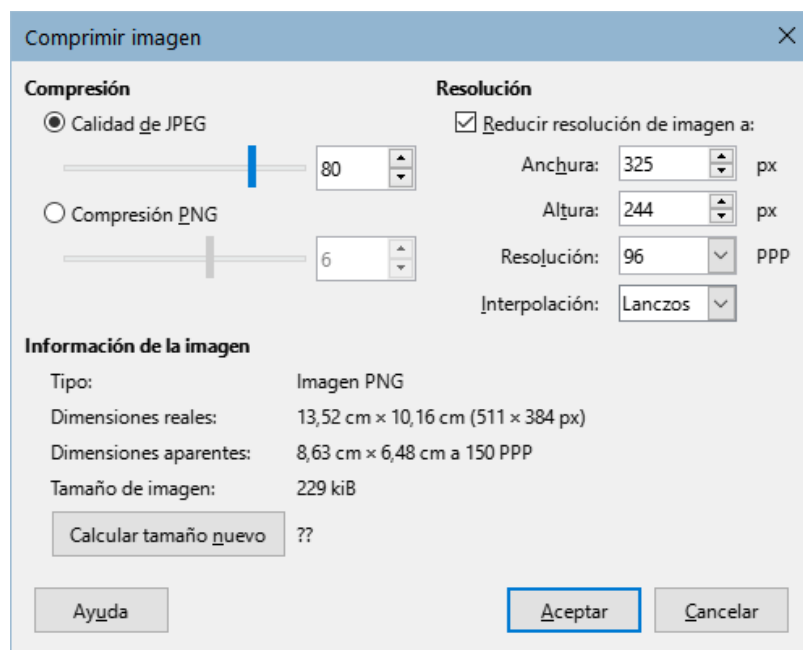 Comprimir imagen
Compresión
Calidad de JPEG
80
Compresión PNG
6
Resolución
Reducir resolución de imagen a:
Anchura: 325 px
Altura: 244 px
Resolución: 96 PPP
Interpolación: Lanczos
Información de la imagen
Tipo: Imagen PNG
Dimensiones reales: 13,52 cm × 10,16 cm (511 × 384 px)
Dimensiones aparentes: 8,63 cm × 6,48 cm a 150 PPP
Tamaño de imagen: 229 kiB
Calcular tamaño nuevo ??
Ayuda Aceptar Cancelar